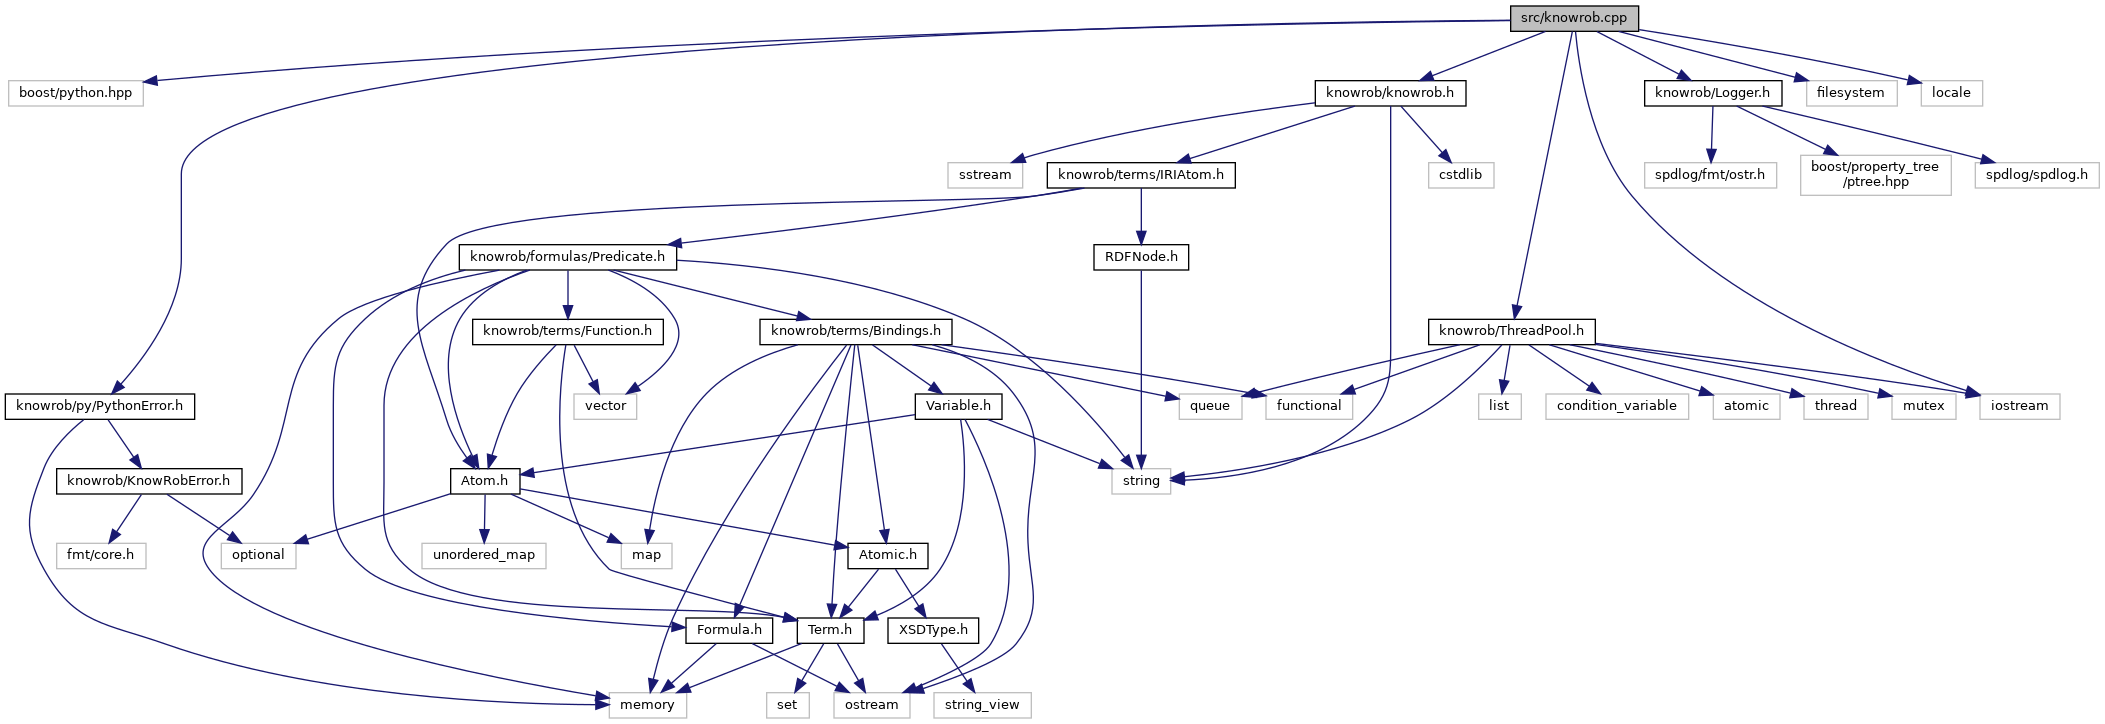 src/knowrob.cpp
boost/python.hpp
knowrob/knowrob.h
knowrob/Logger.h
filesystem
locale
sstream
knowrob/terms/IRIAtom.h
cstdlib
spdlog/fmt/ostr.h
boost/property_tree
/ptree.hpp
spdlog/spdlog.h
knowrob/formulas/Predicate.h
RDFNode.h
knowrob/terms/Function.h
knowrob/terms/Bindings.h
knowrob/ThreadPool.h
knowrob/py/PythonError.h
vector
Variable.h
queue
functional
list
condition_variable
atomic
thread
mutex
iostream
knowrob/KnowRobError.h
Atom.h
string
fmt/core.h
optional
unordered_map
map
Atomic.h
Formula.h
Term.h
XSDType.h
memory
set
ostream
string_view